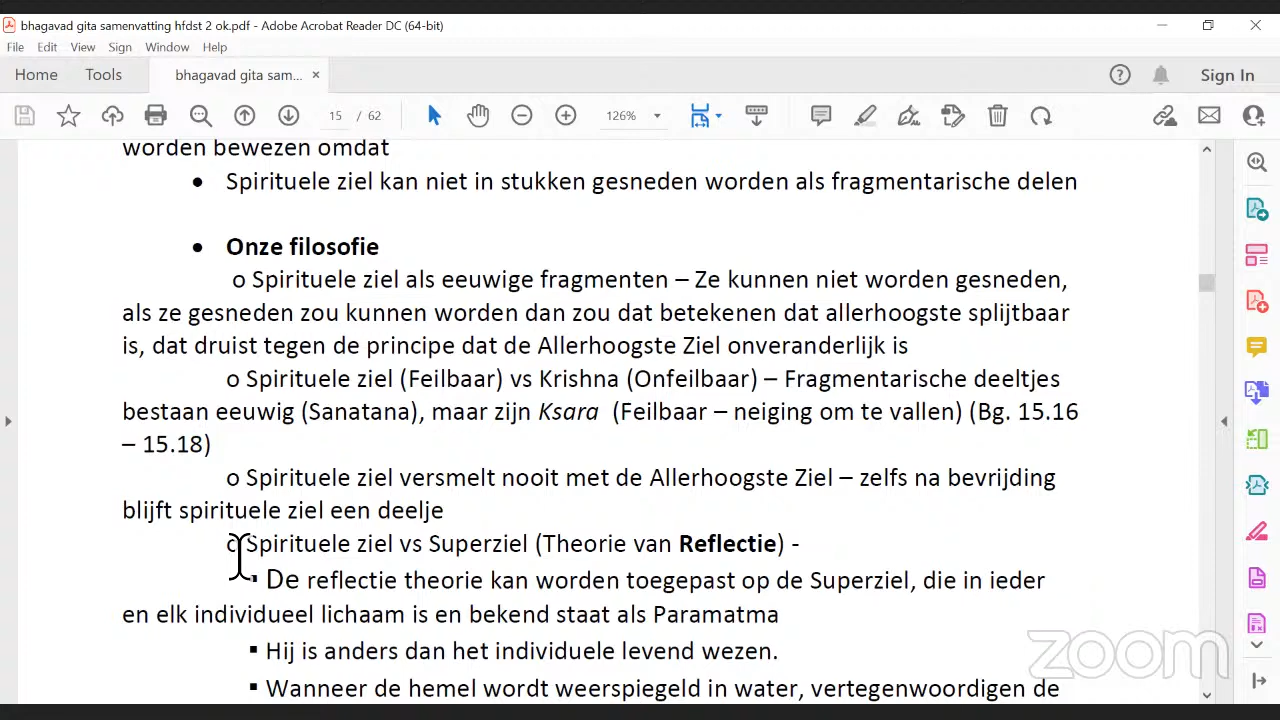 bhagavad gita samenvatting hfdst 2 ok.pdf - Adobe Acrobat Reader DC (64-bit)
File Edit View Sign Window Help
Home Tools bhagavad gita sam... × Sign In
15 / 62 126%
worden bewezen omdat
• Spirituele ziel kan niet in stukken gesneden worden als fragmentarische delen
• Onze filosofie
o Spirituele ziel als eeuwige fragmenten – Ze kunnen niet worden gesneden,
als ze gesneden zou kunnen worden dan zou dat betekenen dat allerhoogste splijtbaar
is, dat druist tegen de principe dat de Allerhoogste Ziel onveranderlijk is
o Spirituele ziel (Feilbaar) vs Krishna (Onfeilbaar) – Fragmentarische deeltjes
bestaan eeuwig (Sanatana), maar zijn Ksara (Feilbaar – neiging om te vallen) (Bg. 15.16
– 15.18)
o Spirituele ziel versmelt nooit met de Allerhoogste Ziel – zelfs na bevrijding
blijft spirituele ziel een deelje
o Spirituele ziel vs Superziel (Theorie van Reflectie) -
▪ De reflectie theorie kan worden toegepast op de Superziel, die in ieder
en elk individueel lichaam is en bekend staat als Paramatma
▪ Hij is anders dan het individuele levend wezen.
▪ Wanneer de hemel wordt weerspiegeld in water, vertegenwoordigen de
zoom